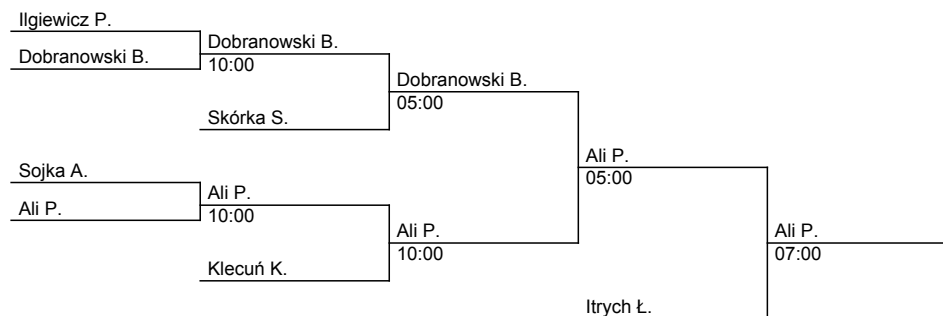 Ilgiewicz P.
Dobranowski B.
Dobranowski B.
10:00
Dobranowski B.
05:00
Skórka S.
Sojka A.
Ali P.
Ali P.
05:00
Ali P.
10:00
Ali P.
10:00
Ali P.
07:00
Klecuń K.
Itrych Ł.